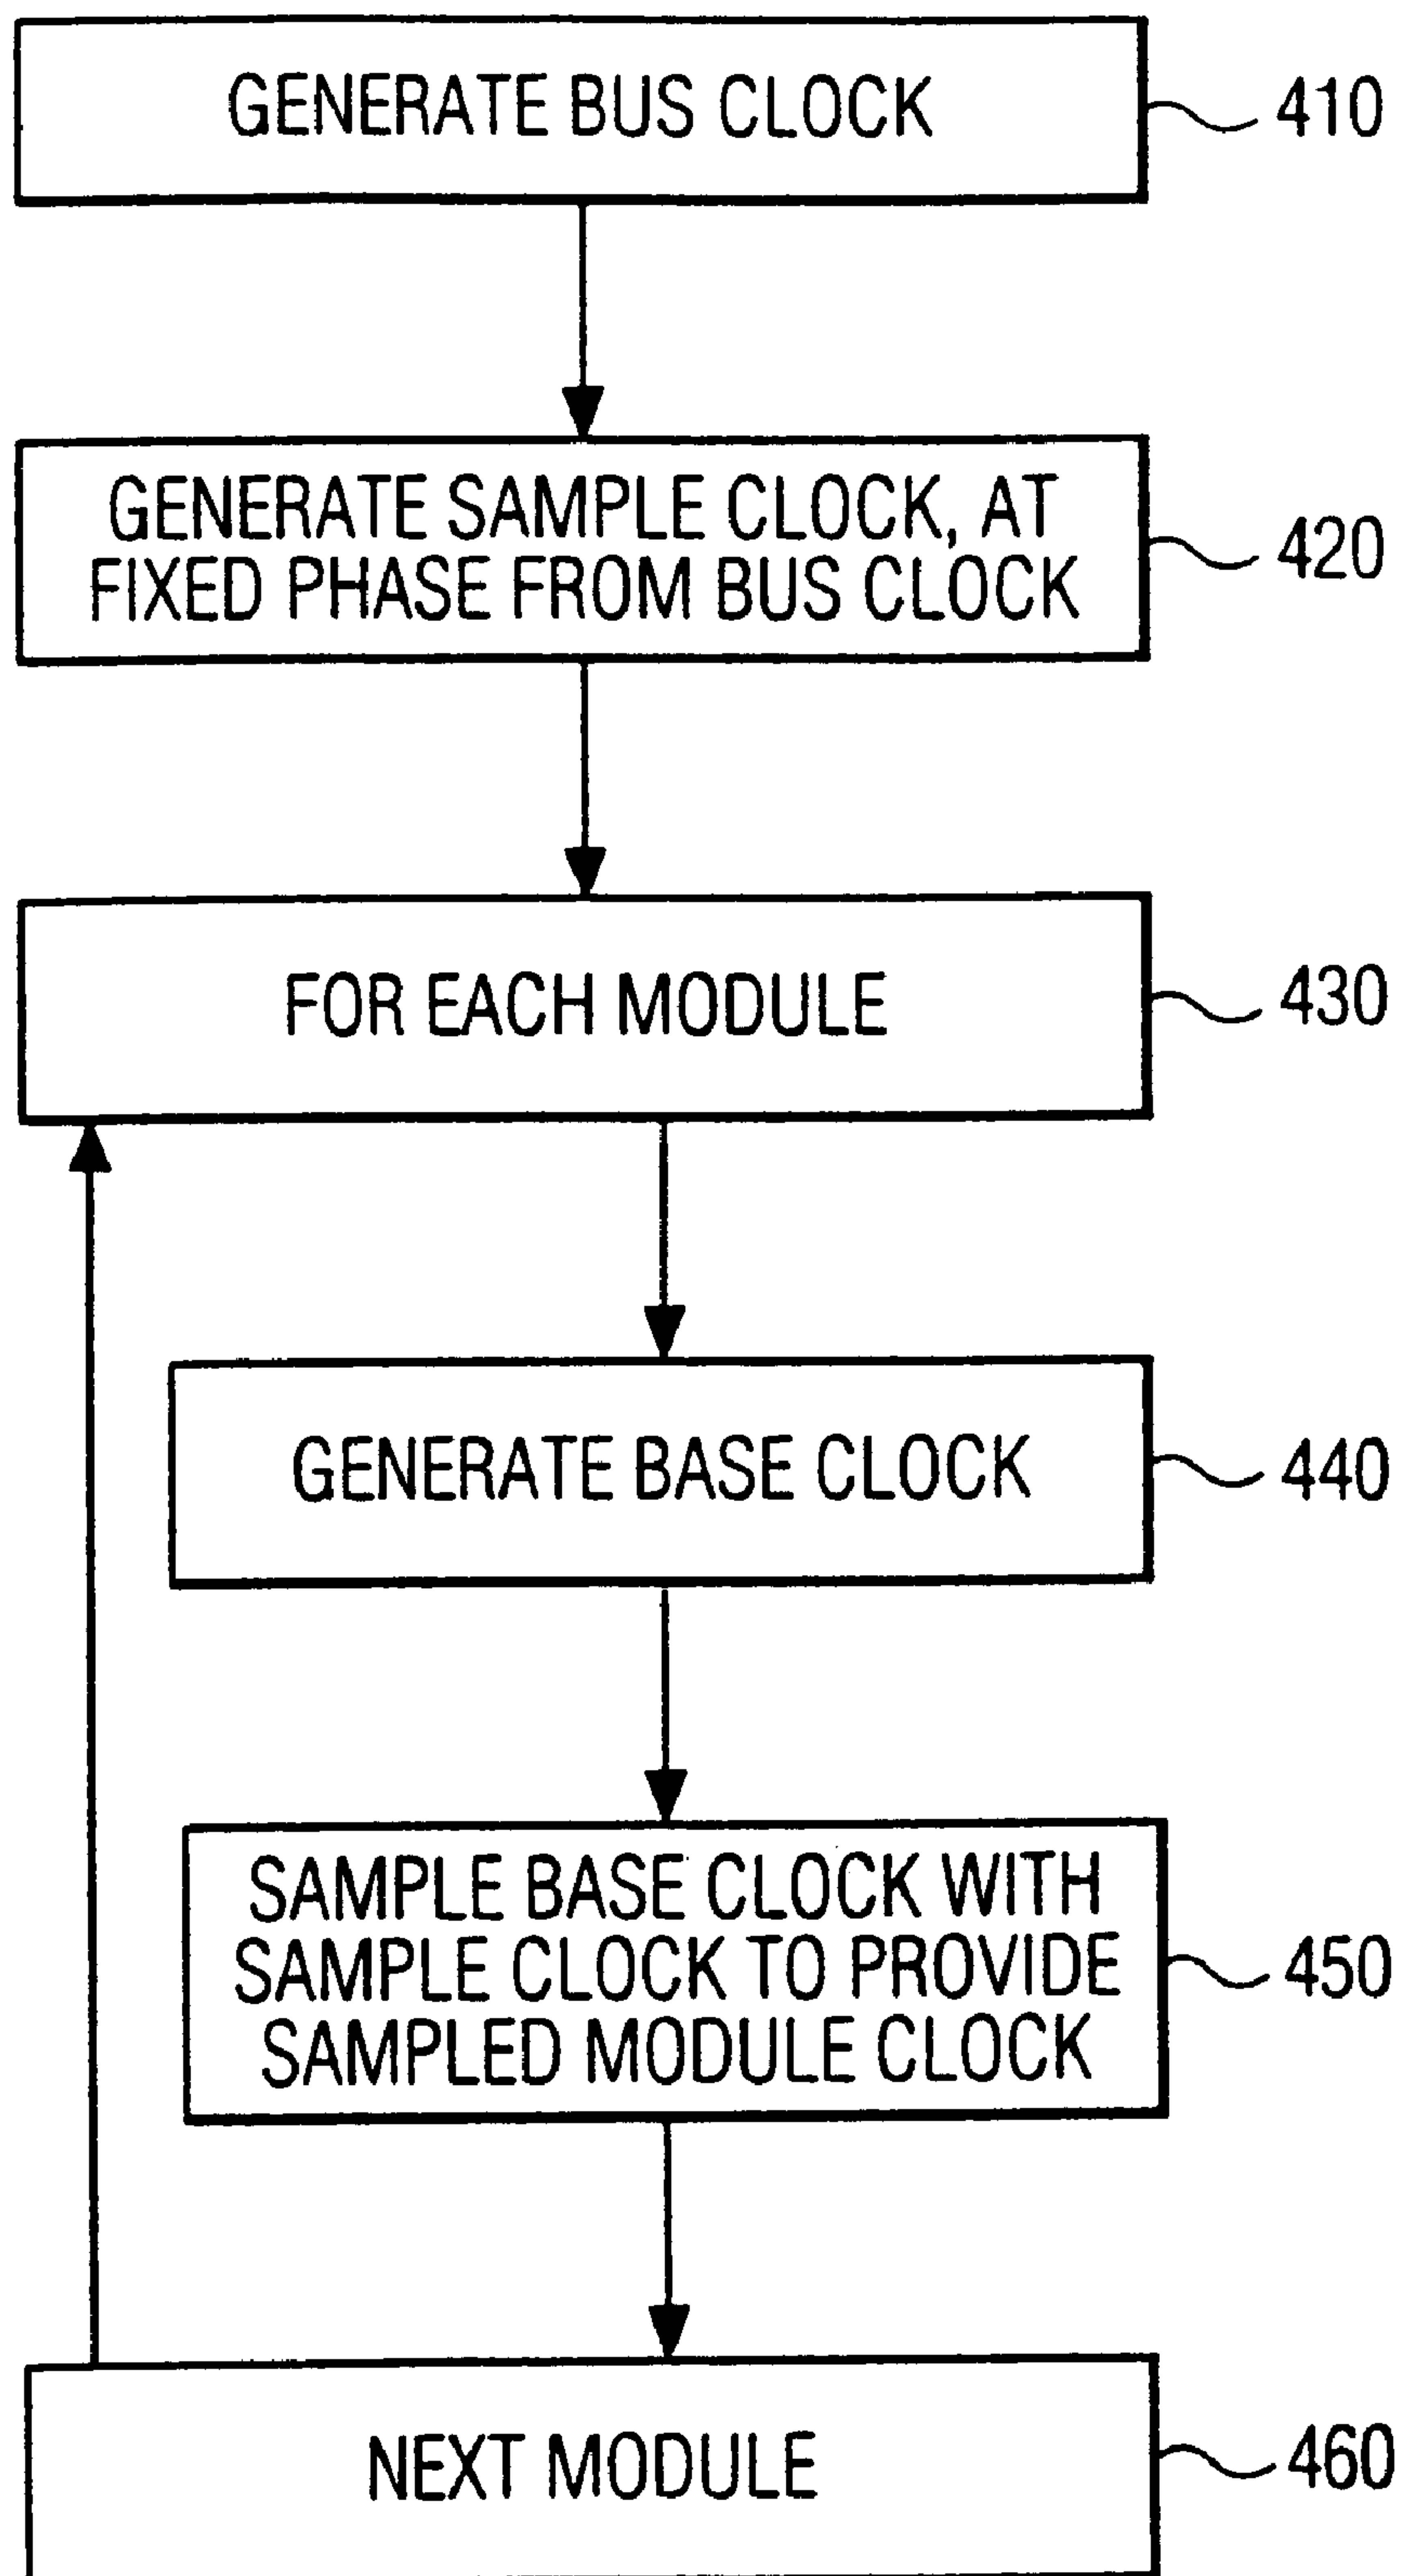 GENERATE BUS CLOCK
410
GENERATE SAMPLE CLOCK, AT
FIXED PHASE FROM BUS CLOCK
420
FOR EACH MODULE
430
GENERATE BASE CLOCK
440
SAMPLE BASE CLOCK WITH
SAMPLE CLOCK TO PROVIDE
SAMPLED MODULE CLOCK
450
NEXT MODULE
460